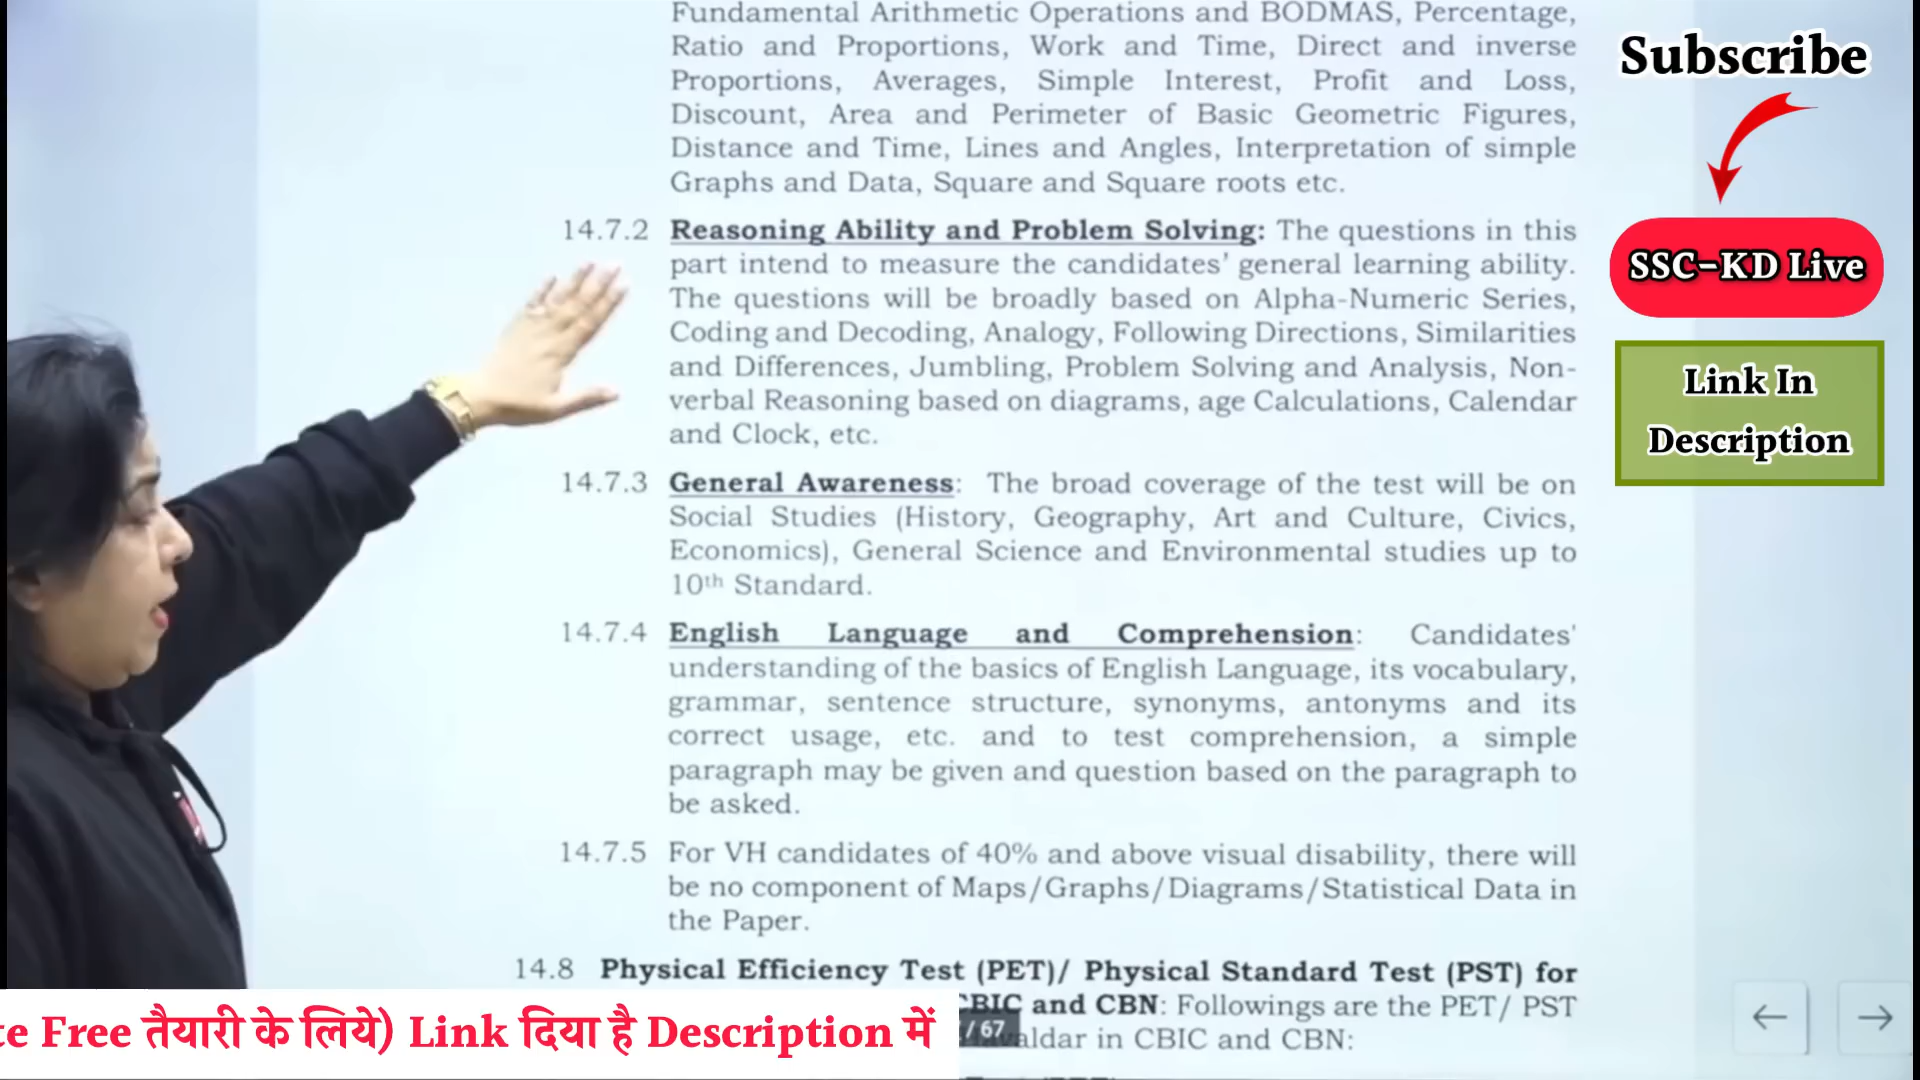 Fundamental Arithmetic Operations and BODMAS, Percentage,
Ratio and Proportions, Work and Time, Direct and inverse
Proportions, Averages, Simple Interest, Profit and Loss,
Discount, Area and Perimeter of Basic Geometric Figures,
Distance and Time, Lines and Angles, Interpretation of simple
Graphs and Data, Square and Square roots etc.
14.7.2 Reasoning Ability and Problem Solving: The questions in this
part intend to measure the candidates' general learning ability.
The questions will be broadly based on Alpha-Numeric Series,
Coding and Decoding, Analogy, Following Directions, Similarities
and Differences, Jumbling, Problem Solving and Analysis, Non-
verbal Reasoning based on diagrams, age Calculations, Calendar
and Clock, etc.
14.7.3 General Awareness: The broad coverage of the test will be on
Social Studies (History, Geography, Art and Culture, Civics,
Economics), General Science and Environmental studies up to
10th Standard.
14.7.4 English Language and Comprehension: Candidates'
understanding of the basics of English Language, its vocabulary,
grammar, sentence structure, synonyms, antonyms and its
correct usage, etc. and to test comprehension, a simple
paragraph may be given and question based on the paragraph to
be asked.
14.7.5 For VH candidates of 40% and above visual disability, there will
be no component of Maps/Graphs/Diagrams/Statistical Data in
the Paper.
14.8 Physical Efficiency Test (PET)/ Physical Standard Test (PST) for
CBIC and CBN: Followings are the PET/ PST
in CBIC and CBN:
/ 67
Subscribe
SSC-KD Live
Link In
Description
Free तैयारी के लिये) Link दिया है Description में